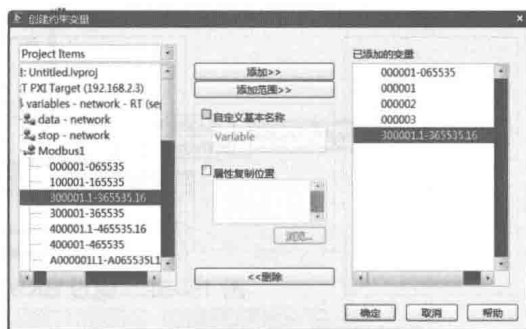 创建约束变量
Project Items
t: Untitled.lvproj
:T PXI Target (192.168.2.3)
variables - network - RT (se
data - network
stop - network
Modbus1
000001-065535
100001-165535
300001.1-365535.16
300001-365535
400001.1-465535.16
400001-465535
A000001L1-A065535L1
添加>>
添加范围>>
自定义基本名称
Variable
属性复制位置
浏览...
<<删除
已添加的变量
000001-065535
000001
000002
000003
300001.1-365535.16
确定
取消
帮助